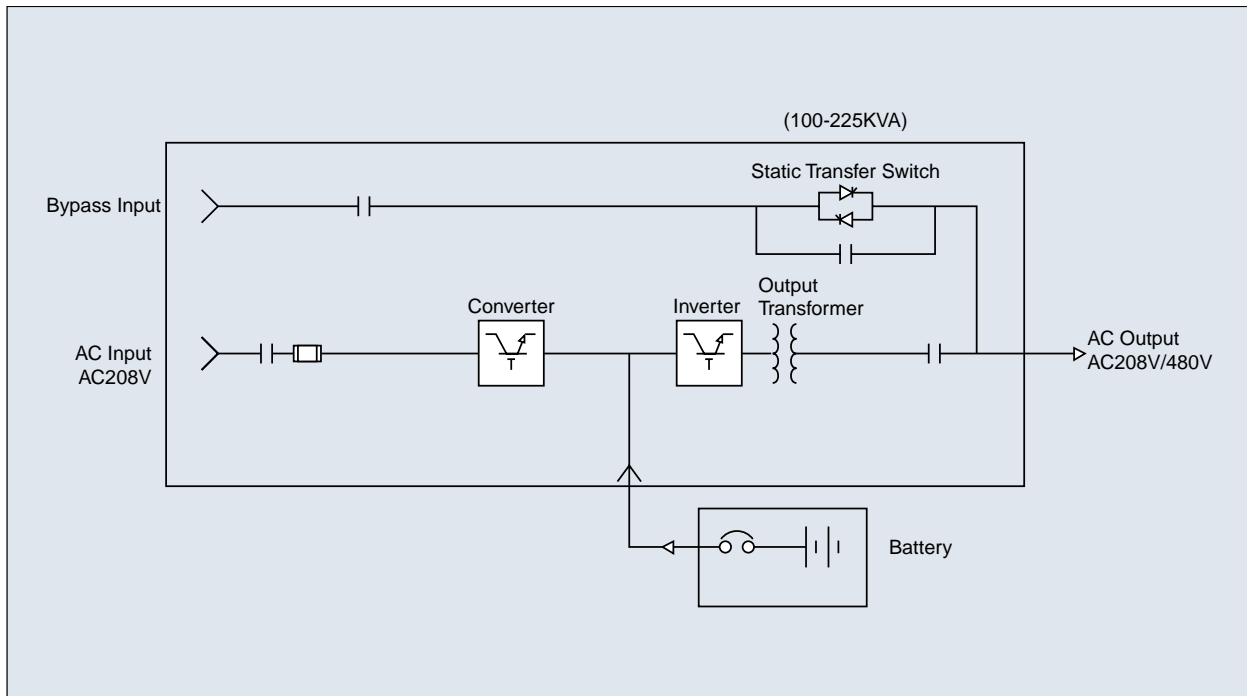 (100-225KVA)
Static Transfer Switch
Bypass Input
Output
Transformer
Converter
Inverter
AC Input
AC208V
AC Output
AC208V/480V
Battery